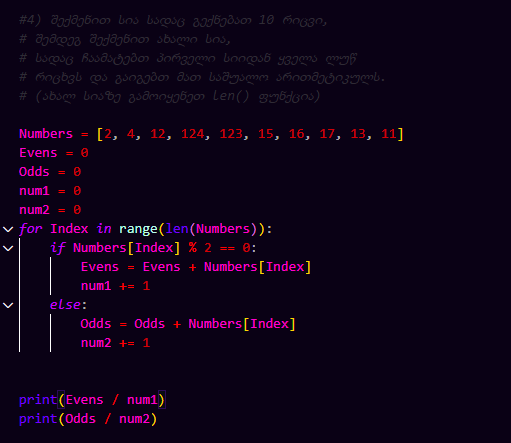 #4) შექმენით სია სადაც გექნებათ 10 რიცვი,
# შემდეგ შექმენით ახალი სია,
# სადაც ჩაამატებთ პირველი სიიდან ყველა ლუწ
# რიცხვს და გაიგებთ მათ საშუალო არითმეტიკულს.
# (ახალ სიაზე გამოიყენეთ len() ფუნქცია)
Numbers = [2, 4, 12, 124, 123, 15, 16, 17, 13, 11]
Evens = 0
Odds = 0
num1 = 0
num2 = 0
for Index in range(len(Numbers)):
if Numbers[Index] % 2 == 0:
Evens = Evens + Numbers[Index]
num1 += 1
else:
Odds = Odds + Numbers[Index]
num2 += 1
print(Evens / num1)
print(Odds / num2)